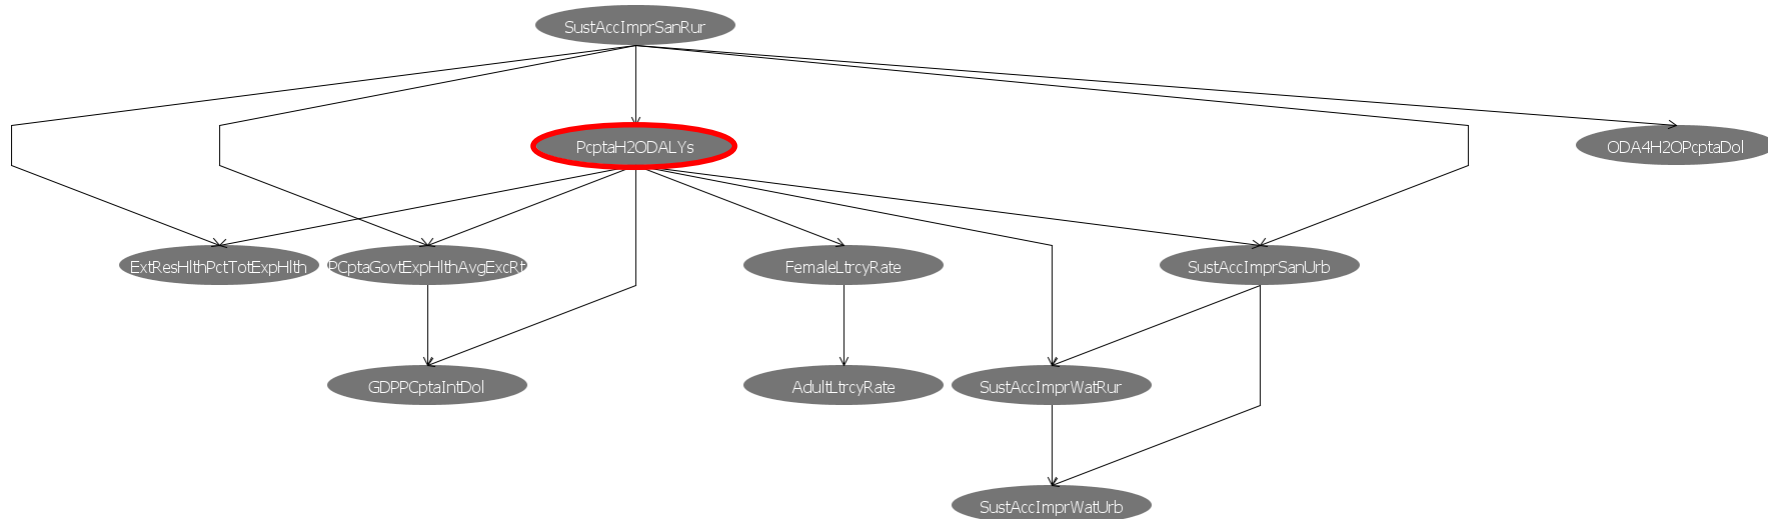 SustAccImprSanRur
PcptaH2ODALYs
ODA4H2OPcptaDol
ExtResHlthPctTotExpHlth
PCptaGovtExpHlthAvgExcRt
FemaleLtrcyRate
SustAccImprSanUrb
GDPPCptaIntDol
AdultLtrcyRate
SustAccImprWatRur
SustAccImprWatUrb